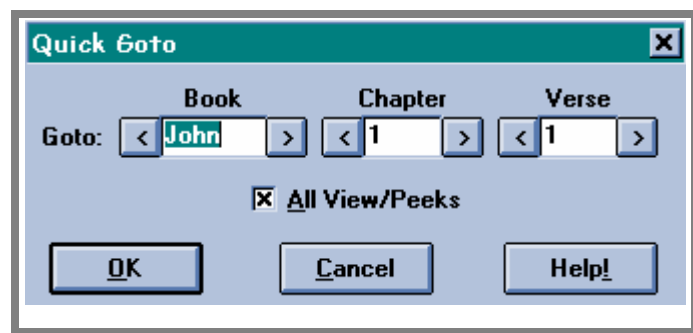 Quick Goto
Book Chapter Verse
Goto: < John > < 1 > < 1 >
All View/Peeks
OK Cancel Help!